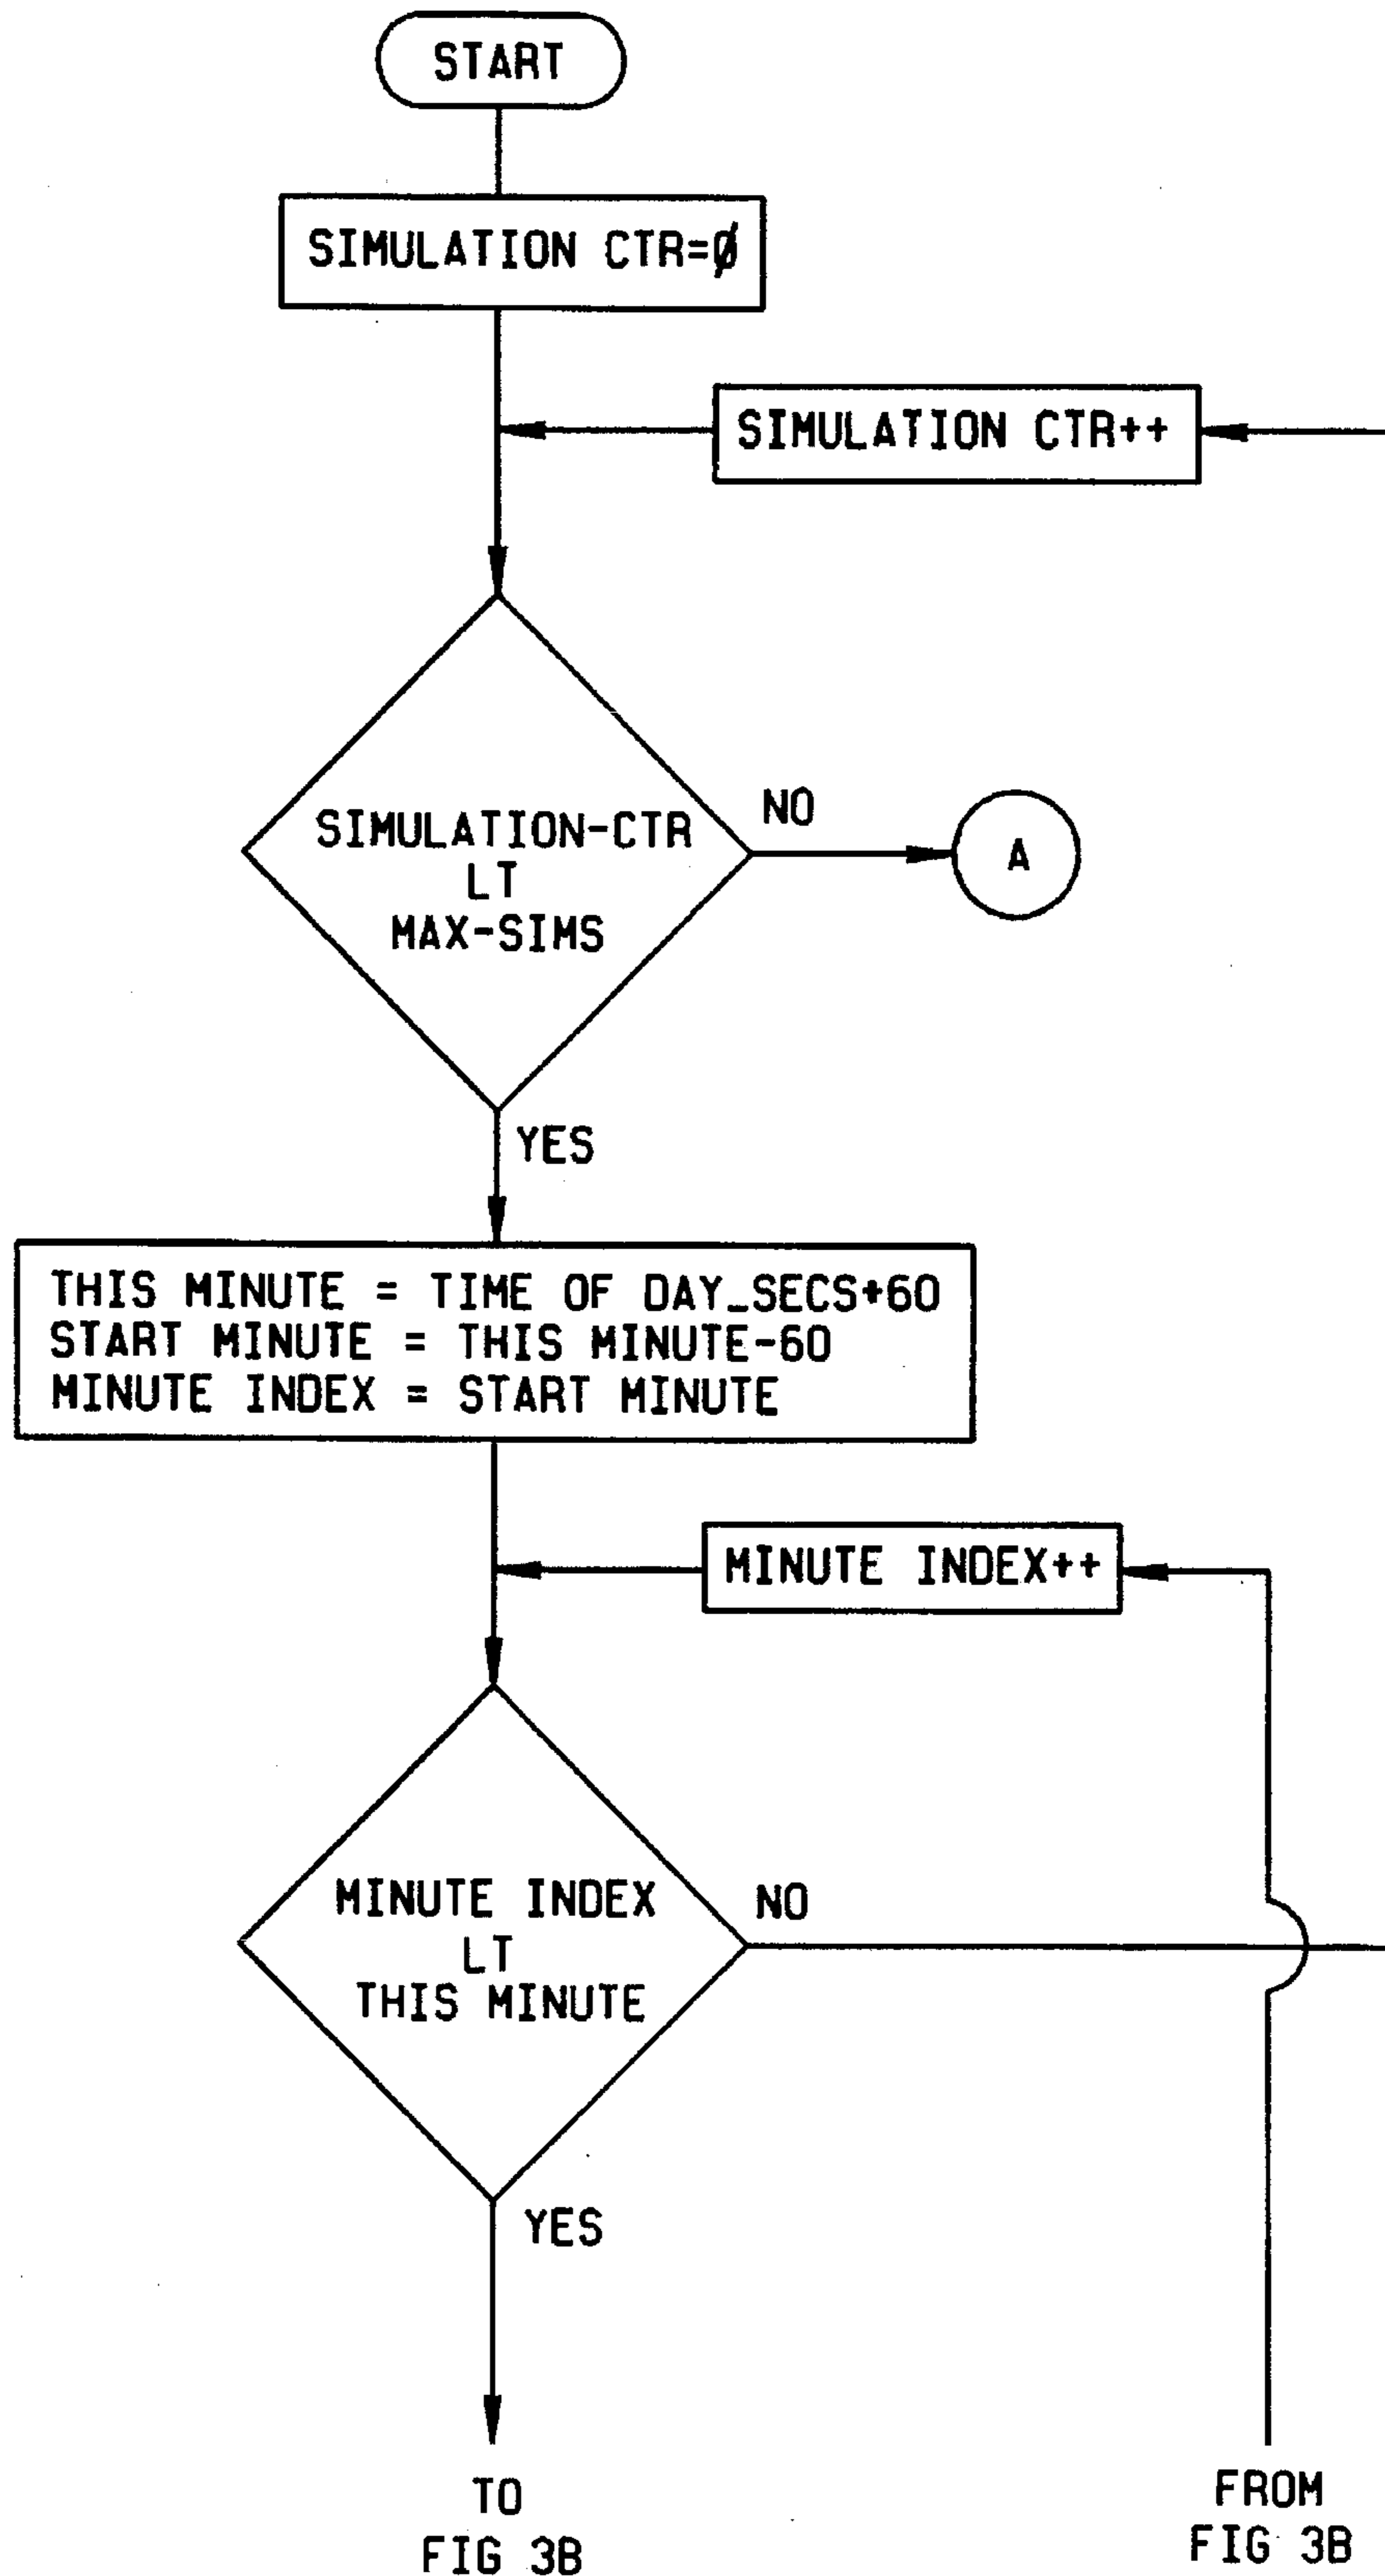 START
SIMULATION CTR=Ø
SIMULATION CTR++
SIMULATION-CTR
LT
MAX-SIMS
NO
A
YES
THIS MINUTE = TIME OF DAY_SECS+60
START MINUTE = THIS MINUTE-60
MINUTE INDEX = START MINUTE
MINUTE INDEX++
MINUTE INDEX
LT
THIS MINUTE
NO
YES
TO
FIG 3B
FROM
FIG 3B